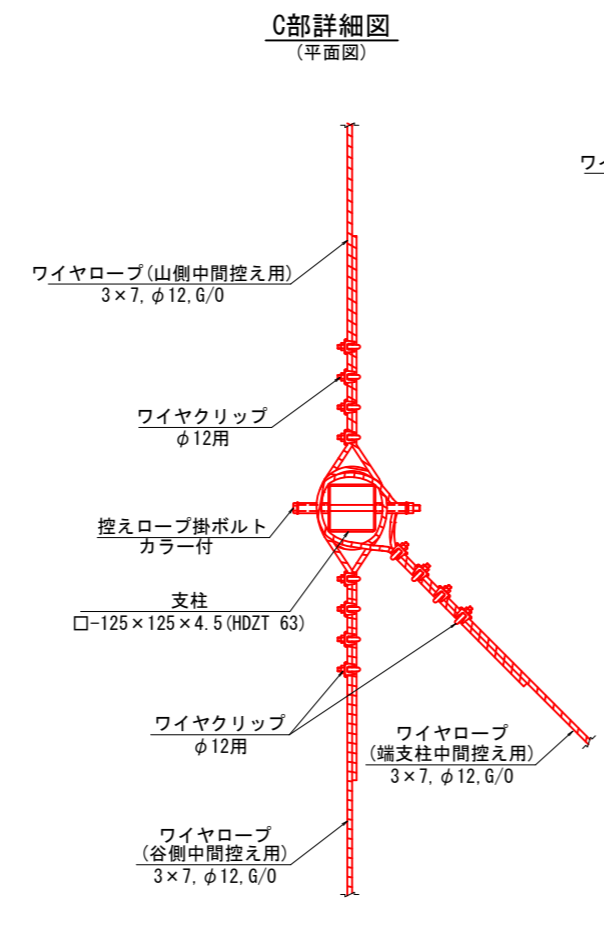 C部詳細図
(平面図)
ワイ
ワイヤロープ(山側中間控え用)
3×7, φ12, G/O
ワイヤクリップ
φ12用
控えロープ掛ボルト
カラー付
支柱
□-125×125×4.5(HDZT 63)
ワイヤクリップ
φ12用
ワイヤロープ
(端支柱中間控え用)
3×7, φ12, G/O
ワイヤロープ
(谷側中間控え用)
3×7, φ12, G/O